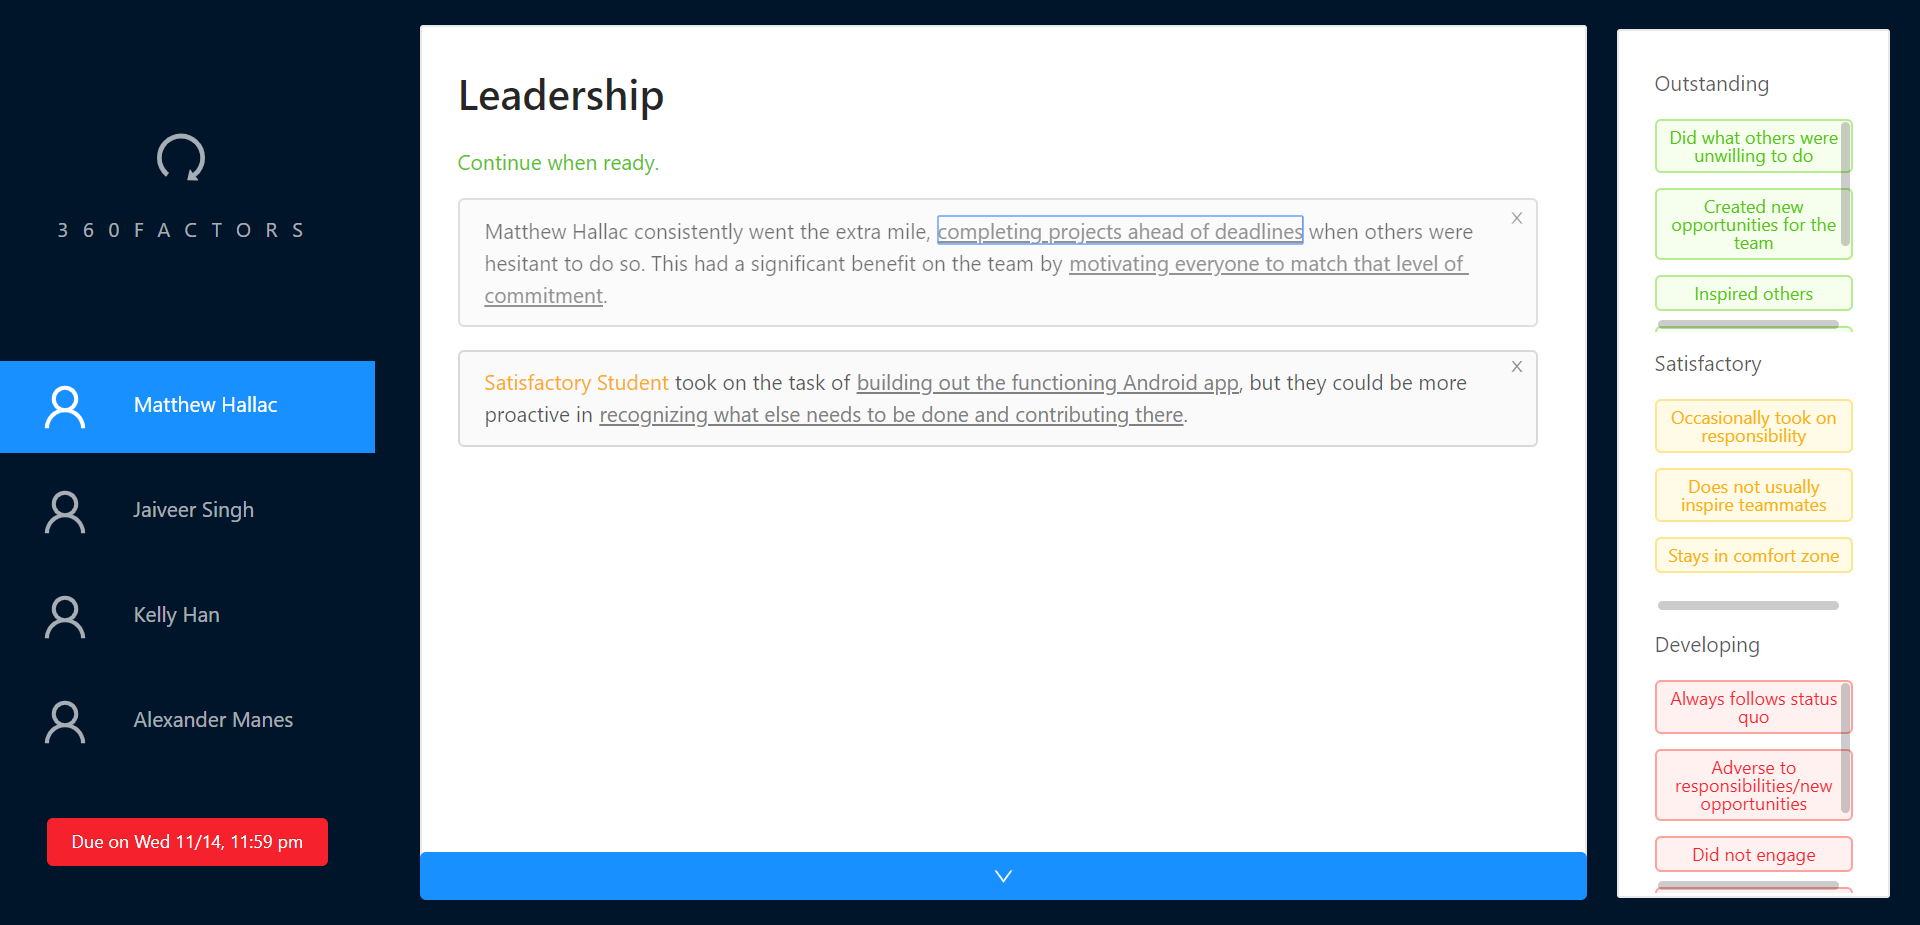 360FACTORS
Matthew Hallac
Jaiveer Singh
Kelly Han
Alexander Manes
Due on Wed 11/14, 11:59 pm
Leadership
Continue when ready.
Matthew Hallac consistently went the extra mile, completing projects ahead of deadlines when others were
hesitant to do so. This had a significant benefit on the team by motivating everyone to match that level of
commitment.
Satisfactory Student took on the task of building out the functioning Android app, but they could be more
proactive in recognizing what else needs to be done and contributing there.
Outstanding
Did what others were
unwilling to do
Created new
opportunities for the
team
Inspired others
Satisfactory
Occasionally took on
responsibility
Does not usually
inspire teammates
Stays in comfort zone
Developing
Always follows status
quo
Adverse to
responsibilities/new
opportunities
Did not engage